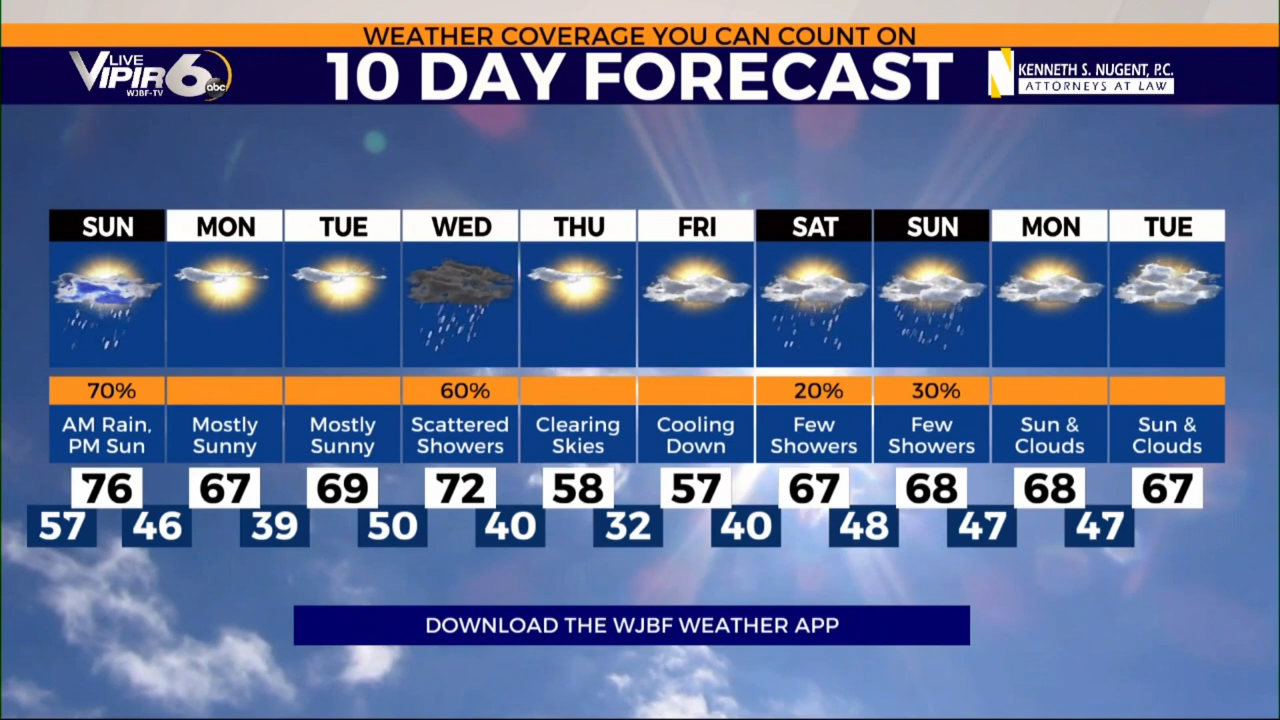 WEATHER COVERAGE YOU CAN COUNT ON
LIVE
VIPIR 6
abc
WJBF-TV
10 DAY FORECAST
KENNETH S. NUGENT, P.C.
ATTORNEYS AT LAW
SUN MON TUE WED THU FRI SAT SUN MON TUE
70% 60% 20% 30%
AM Rain, Mostly Mostly Scattered Clearing Cooling Few Few Sun & Sun &
PM Sun Sunny Sunny Showers Skies Down Showers Showers Clouds Clouds
76 67 69 72 58 57 67 68 68 67
57 46 39 50 40 32 40 48 47 47
DOWNLOAD THE WJBF WEATHER APP